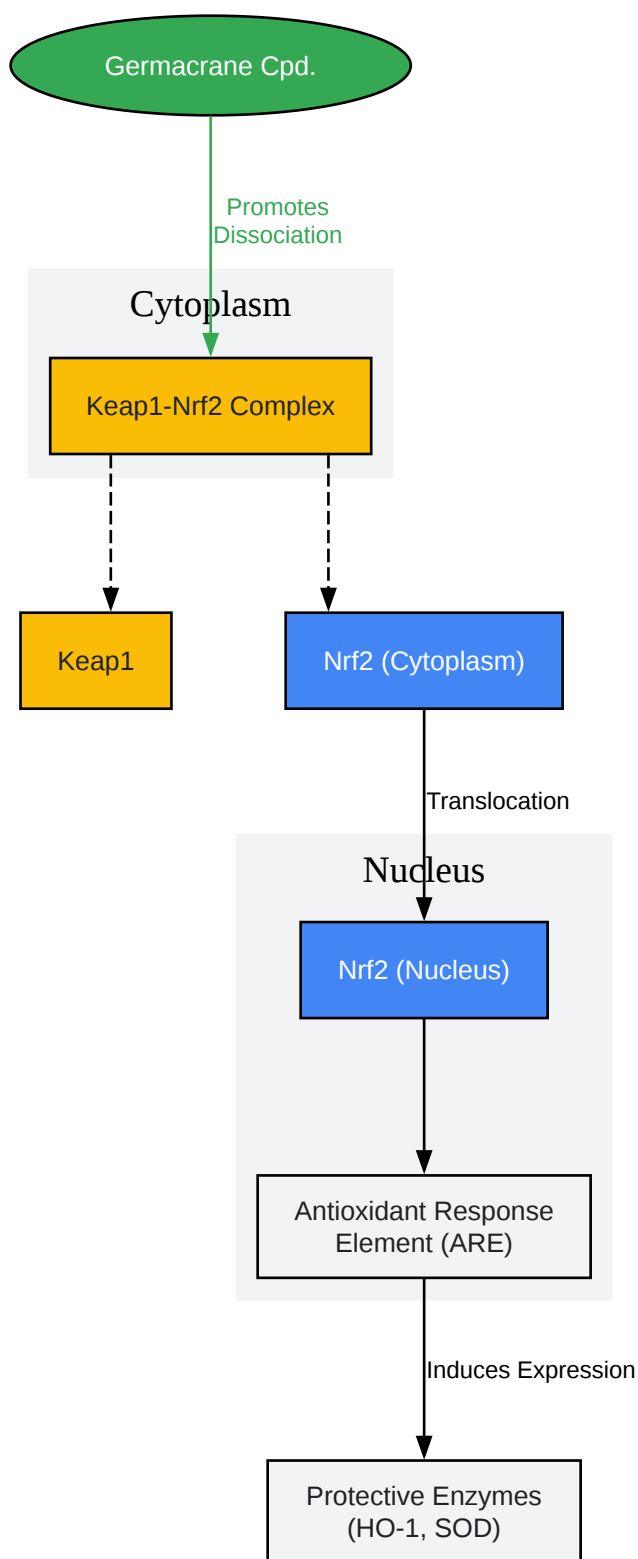 Germacrane Cpd.
Promotes
Dissociation
Cytoplasm
Keap1-Nrf2 Complex
Keap1
Nrf2 (Cytoplasm)
Translocation
Nucleus
Nrf2 (Nucleus)
Antioxidant Response
Element (ARE)
Induces Expression
Protective Enzymes
(HO-1, SOD)